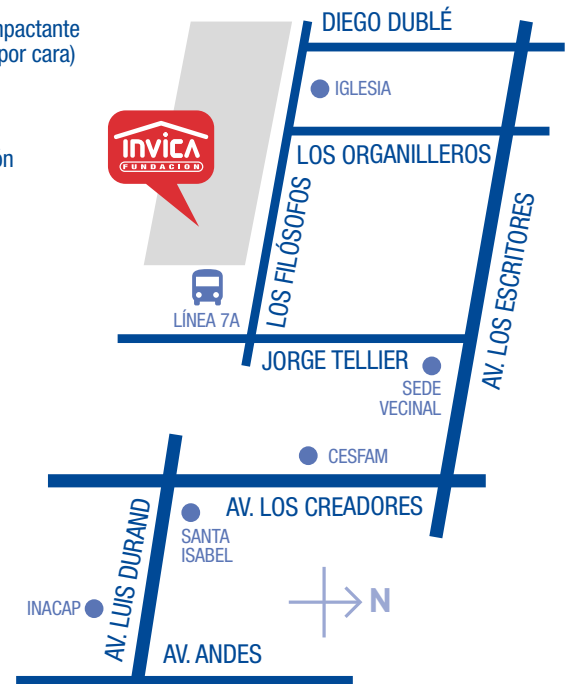 mpactante
por cara)
on
DIEGO DUBLÉ
IGLESIA
INVICA
FUNDACION
LOS ORGANILLEROS
LOS FILÓSOFOS
AV. LOS ESCRITORES
LÍNEA 7A
JORGE TELLIER
SEDE
VECINAL
CESFAM
AV. LOS CREADORES
SANTA
ISABEL
AV. LUIS DURAND
INACAP
N
AV. ANDES